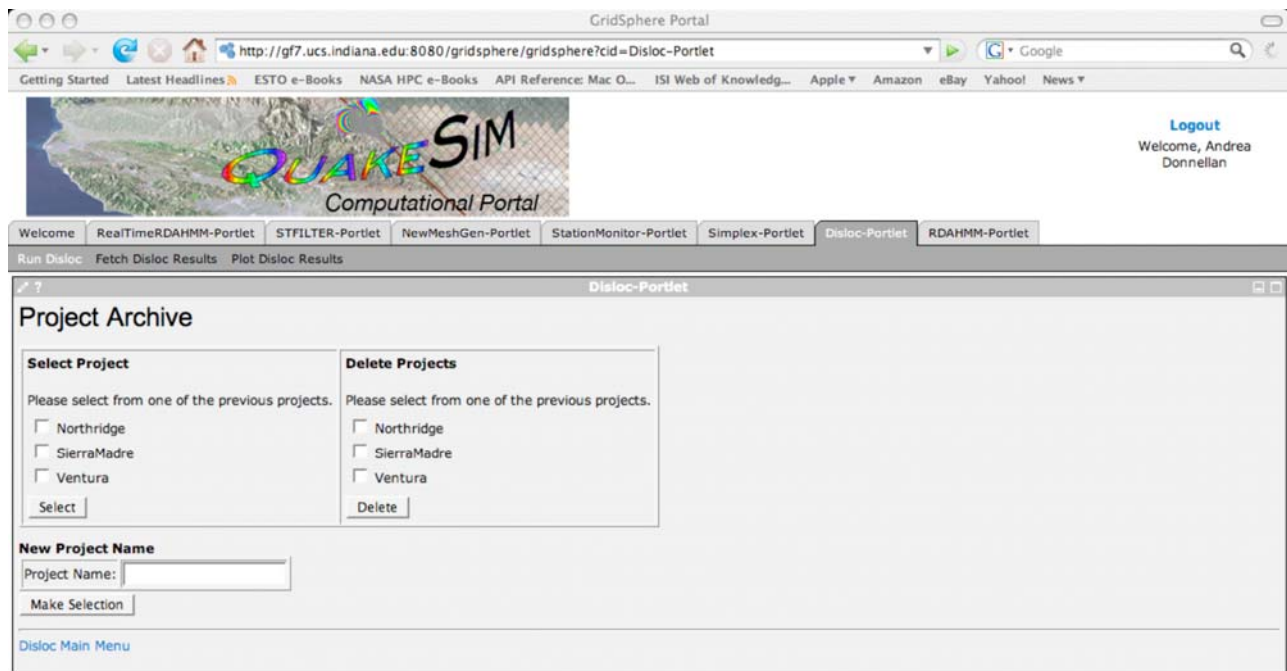 GridSphere Portal
http://gf7.ucs.indiana.edu:8080/gridsphere/gridsphere?cid=Disloc-Portlet
G Google
Getting Started Latest Headlines ESTO e-Books NASA HPC e-Books API Reference: Mac O... ISI Web of Knowledg... Apple Amazon eBay Yahoo! News
QUAKESIM
Computational Portal
Logout
Welcome, Andrea
Donnellan
Welcome RealTimeRDAHMM-Portlet STFILTER-Portlet NewMeshGen-Portlet StationMonitor-Portlet Simplex-Portlet Disloc-Portlet RDAHMM-Portlet
Run Disloc Fetch Disloc Results Plot Disloc Results
? Disloc-Portlet
Project Archive
Select Project
Please select from one of the previous projects.
Northridge
SierraMadre
Ventura
Select
Delete Projects
Please select from one of the previous projects.
Northridge
SierraMadre
Ventura
Delete
New Project Name
Project Name:
Make Selection
Disloc Main Menu